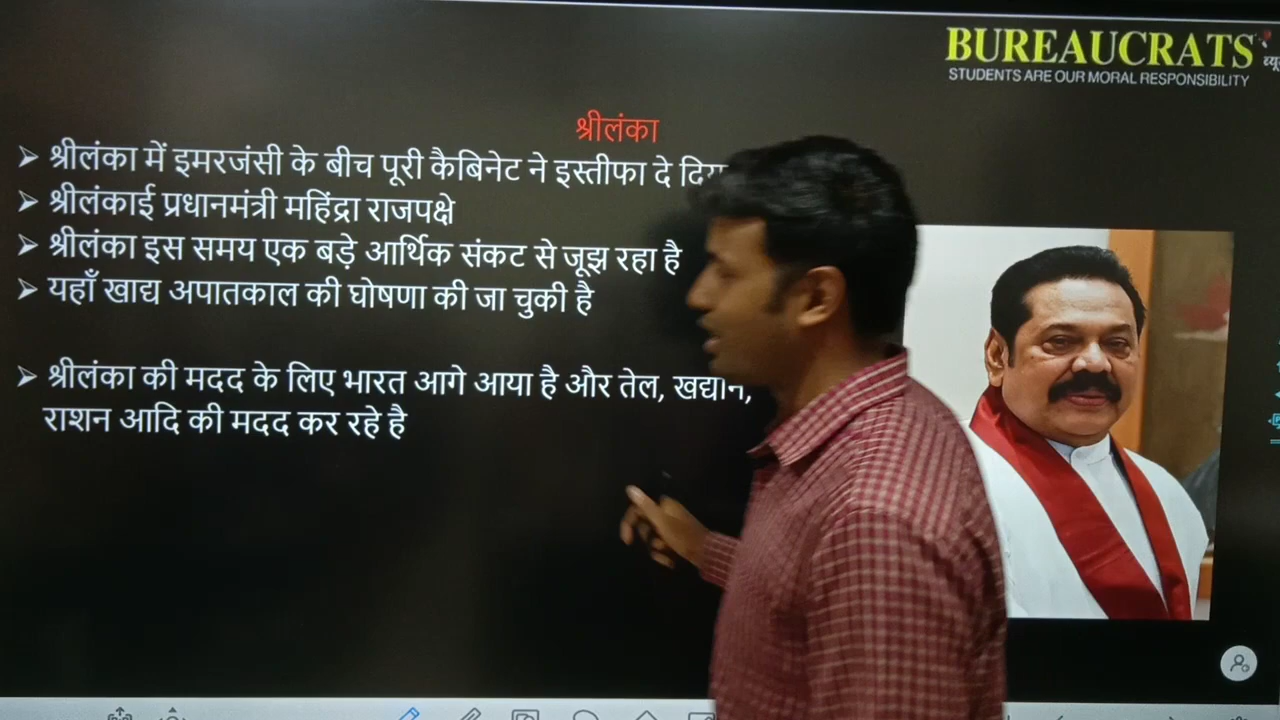 BUREAUCRATS
STUDENTS ARE OUR MORAL RESPONSIBILITY
श्रीलंका
➢ श्रीलंका में इमरजंसी के बीच पूरी कैबिनेट ने इस्तीफा दे
➢ श्रीलंकाई प्रधानमंत्री महिंद्रा राजपक्षे
➢ श्रीलंका इस समय एक बड़े आर्थिक संकट से जूझ रहा है
➢ यहाँ खाद्य अपातकाल की घोषणा की जा चुकी है
➢ श्रीलंका की मदद के लिए भारत आगे आया है और तेल, खद्यान,
राशन आदि की मदद कर रहे है